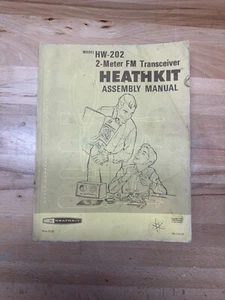 MODEL HW-202
2-Meter FM Transceiver
HEATHKIT
ASSEMBLY MANUAL
HEATHKIT